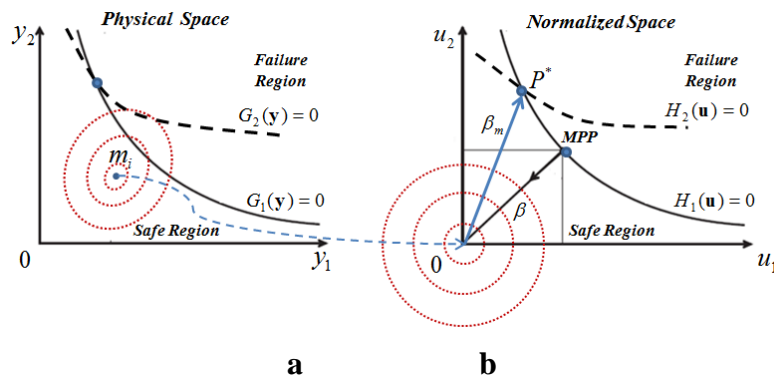 Physical Space
y₂
Failure
Region
G₂(y) = 0
mᵢ
G₁(y) = 0
Safe Region
0
y₁
a
Normalized Space
u₂
P*
Failure
Region
H₂(u) = 0
βₘ
MPP
β
H₁(u) = 0
Safe Region
0
u₁
b